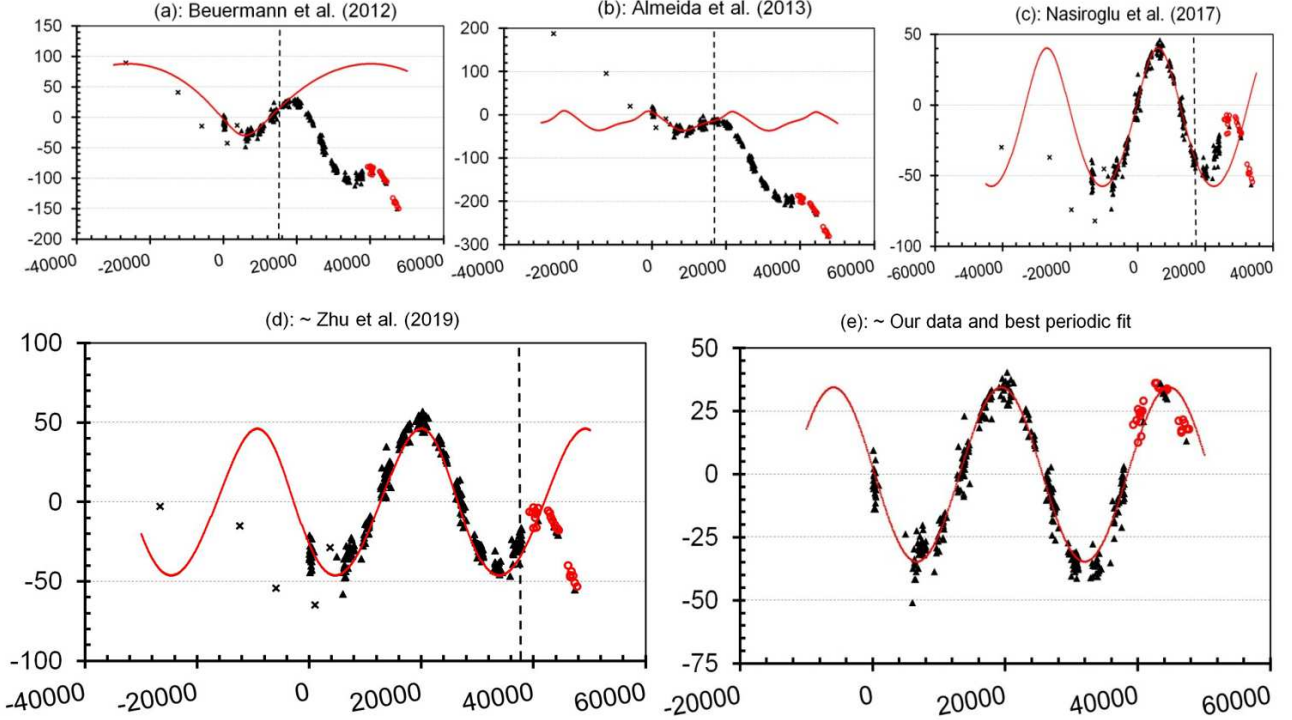 (a): Beuermann et al. (2012)
150
100
50
0
-50
-100
-150
-200
-40000 -20000 0 20000 40000 60000
(b): Almeida et al. (2013)
200
100
0
-100
-200
-300
-40000 -20000 0 20000 40000 60000
(c): Nasiroglu et al. (2017)
50
0
-50
-100
-60000 -40000 -20000 0 20000 40000
(d): ~ Zhu et al. (2019)
100
50
0
-50
-100
-40000 -20000 0 20000 40000 60000
(e): ~ Our data and best periodic fit
50
25
0
-25
-50
-75
-20000 0 20000 40000 60000